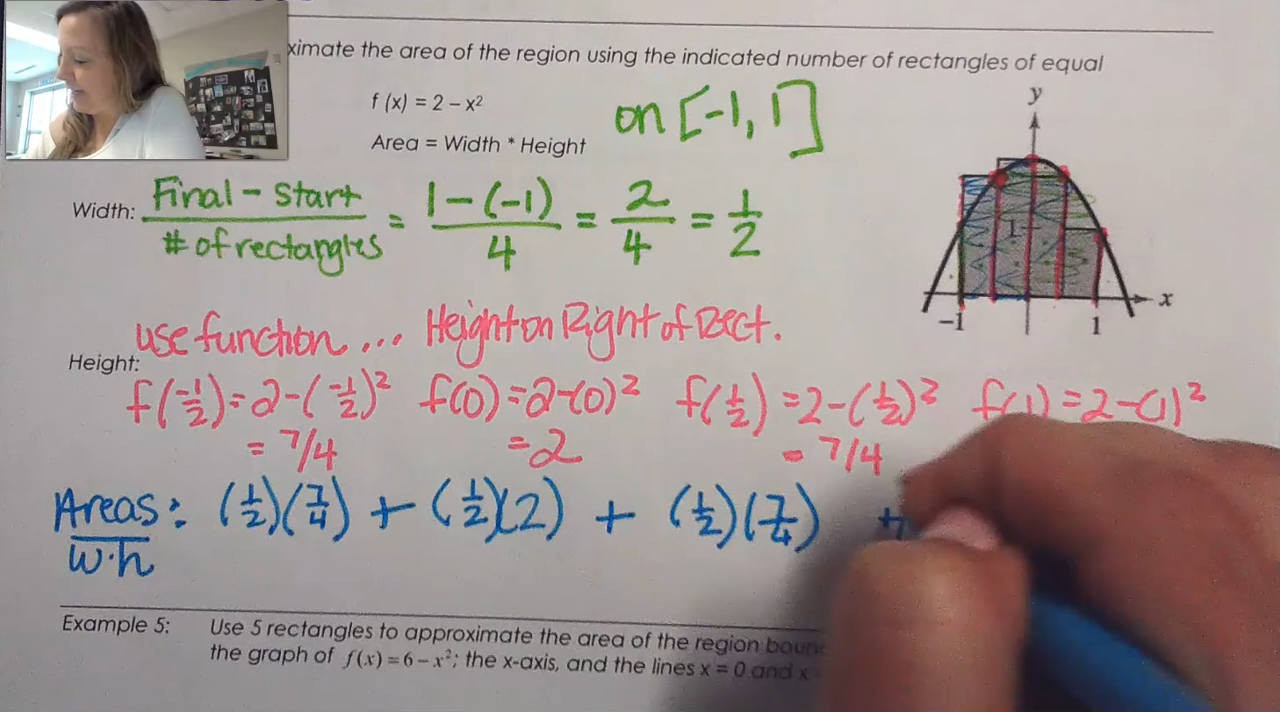 ximate the area of the region using the indicated number of rectangles of equal
f (x) = 2 – x²
on [-1, 1]
Area = Width * Height
Width: Final - Start / # of rectangles = 1-(-1) / 4 = 2/4 = 1/2
y
1
-1
1
x
use function... Height on Right of Rect.
Height:
f(-1/2) = 2-(-1/2)² f(0) = 2-(0)² f(1/2) = 2-(1/2)² f(1) = 2-(1)²
= 7/4 = 2 = 7/4
Areas: (1/2)(7/4) + (1/2)(2) + (1/2)(7/4) +
w·h
Example 5: Use 5 rectangles to approximate the area of the region
the graph of f(x) = 6 – x²; the x-axis, and the lines x = 0 and x